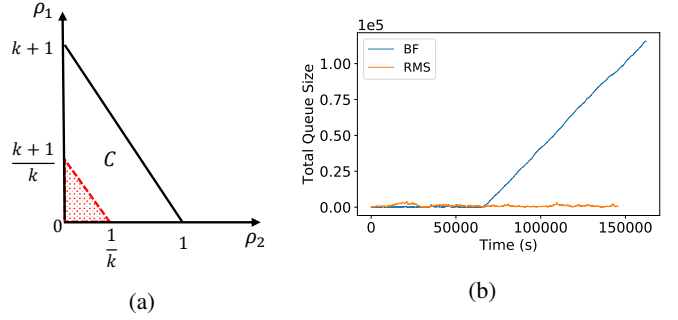 ρ₁
k + 1
k + 1
k
C
0
1
k
1
ρ₂
(a)
1e5
BF
RMS
1.00
0.75
0.50
0.25
0.00
Total Queue Size
0
50000
100000
150000
Time (s)
(b)